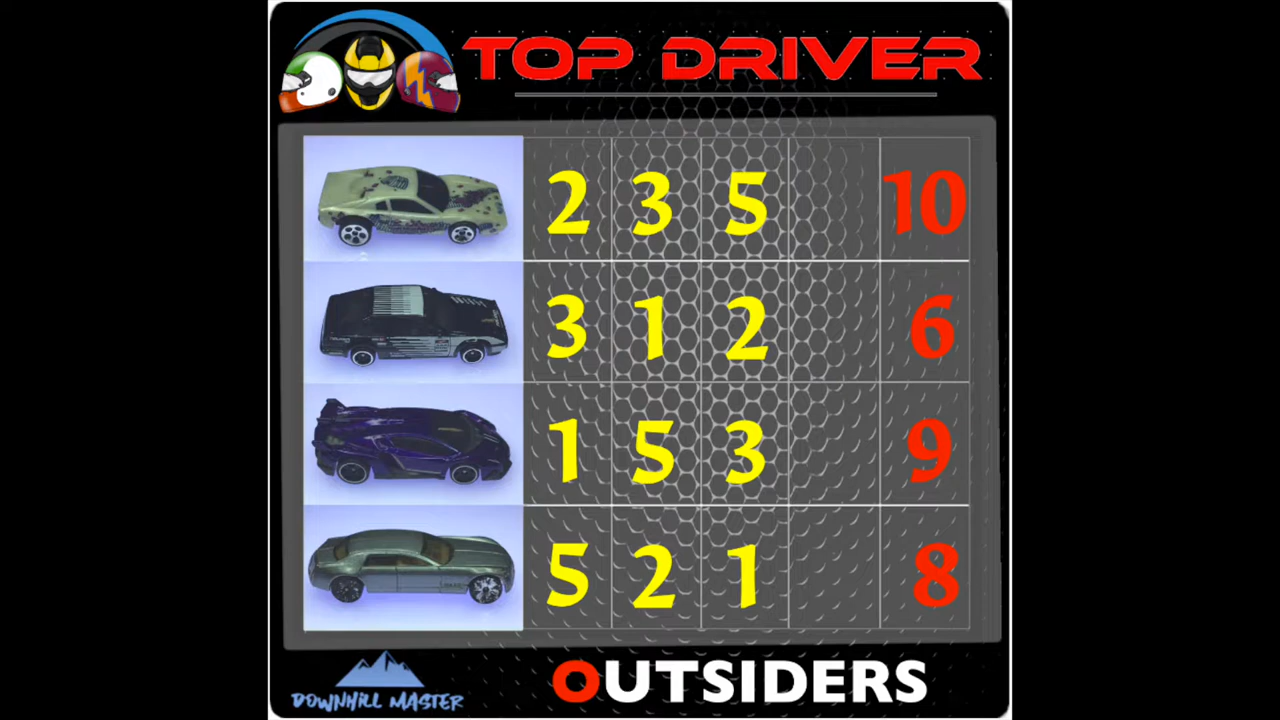 TOP DRIVER
2 3 5 10
3 1 2 6
1 5 3 9
5 2 1 8
DOWNHILL MASTER
OUTSIDERS